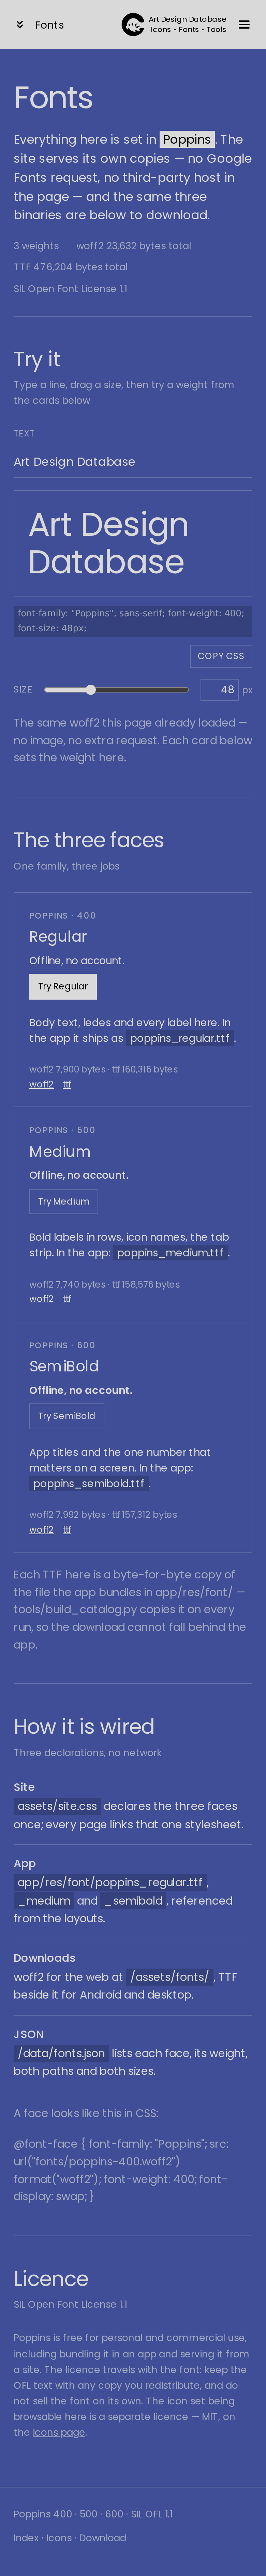 Fonts
Art Design Database
Icons • Fonts • Tools
Fonts
Everything here is set in Poppins. The
site serves its own copies — no Google
Fonts request, no third-party host in
the page — and the same three
binaries are below to download.
3 weights woff2 23,632 bytes total
TTF 476,204 bytes total
SIL Open Font License 1.1
Try it
Type a line, drag a size, then try a weight from
the cards below
TEXT
Art Design Database
Art Design
Database
font-family: "Poppins", sans-serif; font-weight: 400;
font-size: 48px;
COPY CSS
SIZE 48 px
The same woff2 this page already loaded —
no image, no extra request. Each card below
sets the weight here.
The three faces
One family, three jobs
POPPINS · 400
Regular
Offline, no account.
Try Regular
Body text, ledes and every label here. In
the app it ships as poppins_regular.ttf.
woff2 7,900 bytes · ttf 160,316 bytes
woff2 ttf
POPPINS · 500
Medium
Offline, no account.
Try Medium
Bold labels in rows, icon names, the tab
strip. In the app: poppins_medium.ttf.
woff2 7,740 bytes · ttf 158,576 bytes
woff2 ttf
POPPINS · 600
SemiBold
Offline, no account.
Try SemiBold
App titles and the one number that
matters on a screen. In the app:
poppins_semibold.ttf.
woff2 7,992 bytes · ttf 157,312 bytes
woff2 ttf
Each TTF here is a byte-for-byte copy of
the file the app bundles in app/res/font/ —
tools/build_catalog.py copies it on every
run, so the download cannot fall behind the
app.
How it is wired
Three declarations, no network
Site
assets/site.css declares the three faces
once; every page links that one stylesheet.
App
app/res/font/poppins_regular.ttf,
_medium and _semibold, referenced
from the layouts.
Downloads
woff2 for the web at /assets/fonts/, TTF
beside it for Android and desktop.
JSON
/data/fonts.json lists each face, its weight,
both paths and both sizes.
A face looks like this in CSS:
@font-face { font-family: "Poppins"; src:
url("fonts/poppins-400.woff2")
format("woff2"); font-weight: 400; font-
display: swap; }
Licence
SIL Open Font License 1.1
Poppins is free for personal and commercial use,
including bundling it in an app and serving it from
a site. The licence travels with the font: keep the
OFL text with any copy you redistribute, and do
not sell the font on its own. The icon set being
browsable here is a separate licence — MIT, on
the icons page.
Poppins 400 · 500 · 600 · SIL OFL 1.1
Index · Icons · Download